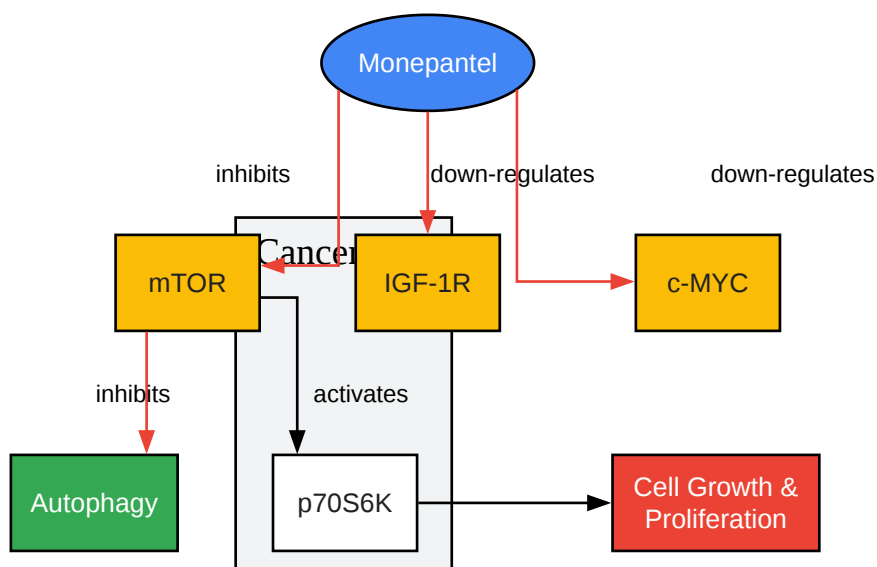 Monepantel
inhibits
down-regulates
down-regulates
Cancer
mTOR
IGF-1R
c-MYC
inhibits
activates
Autophagy
p70S6K
Cell Growth &
Proliferation